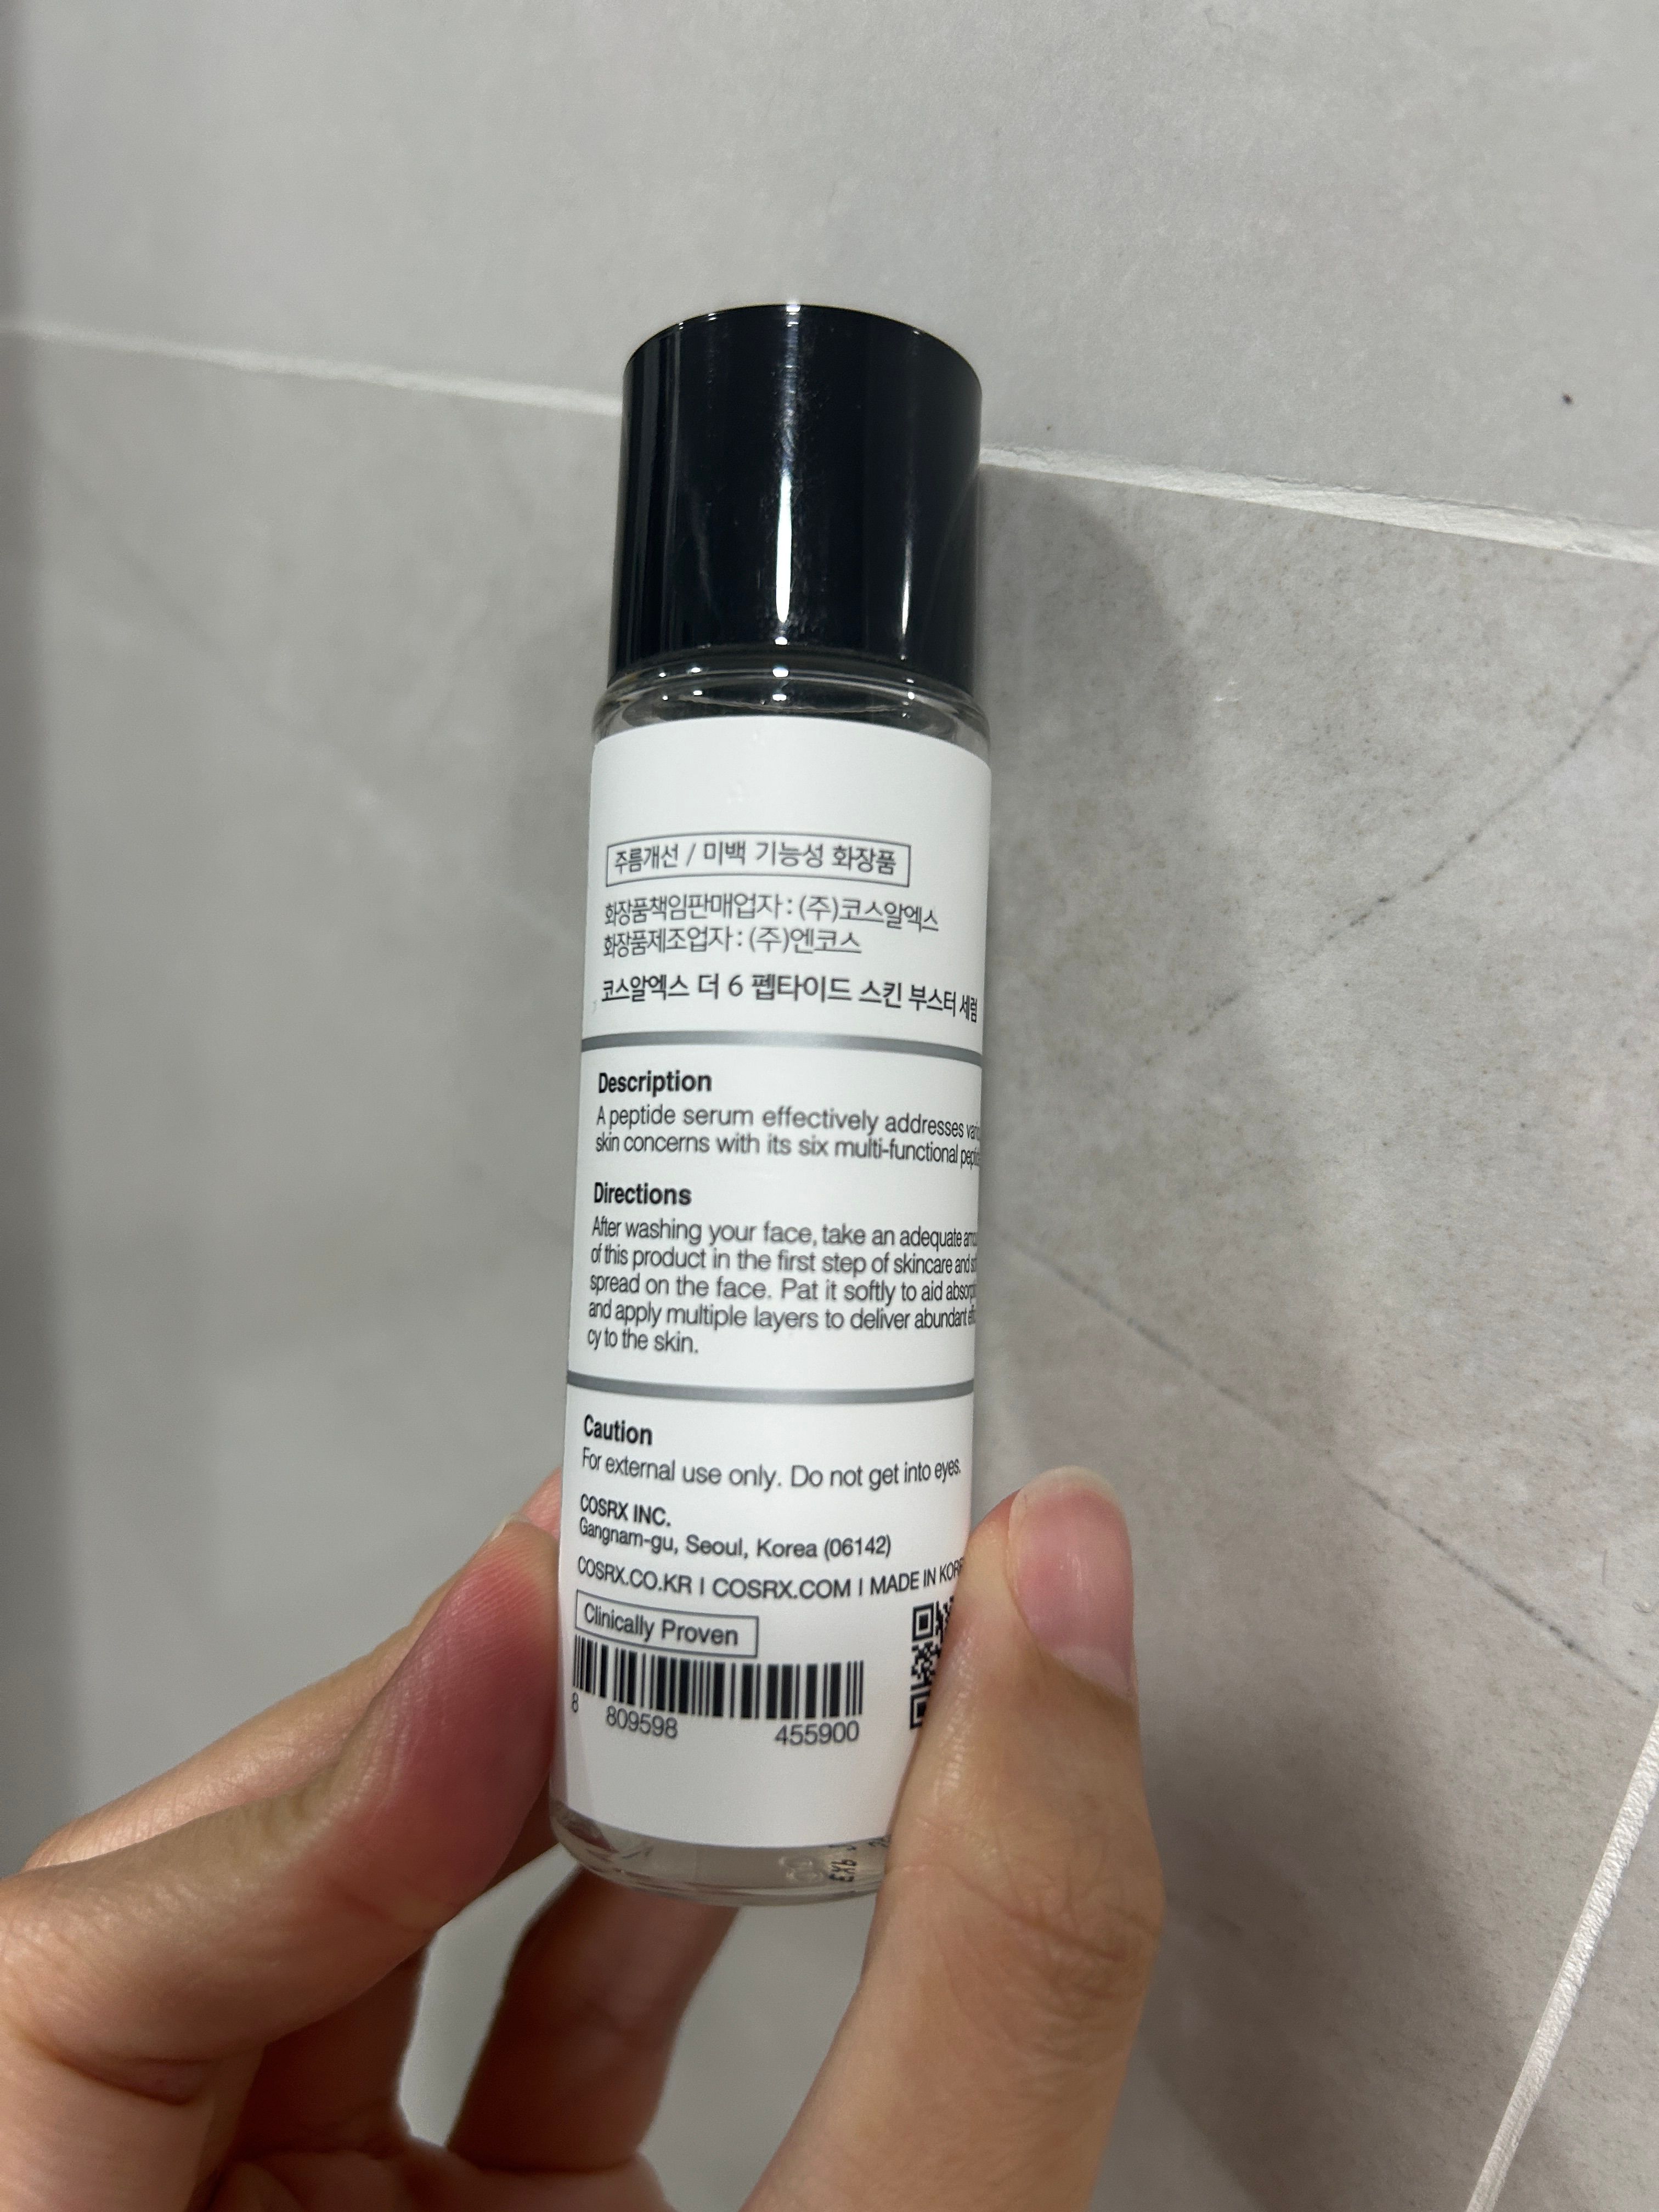 주름개선 / 미백 기능성 화장품
화장품책임판매업자 : (주)코스알엑스
화장품제조업자 : (주)엔코스
코스알엑스 더 6 펩타이드 스킨 부스터 세럼
Description
A peptide serum effectively addresses
skin concerns with its six multi-functional
Directions
After washing your face, take an adequate
of this product in the first step of skincare and
spread on the face. Pat it softly to aid
and apply multiple layers to deliver abundant
cy to the skin.
Caution
For external use only. Do not get into eyes.
COSRX INC.
Gangnam-gu, Seoul, Korea (06142)
COSRX.CO.KR | COSRX.COM | MADE IN
Clinically Proven
8 809598 455900
EXP